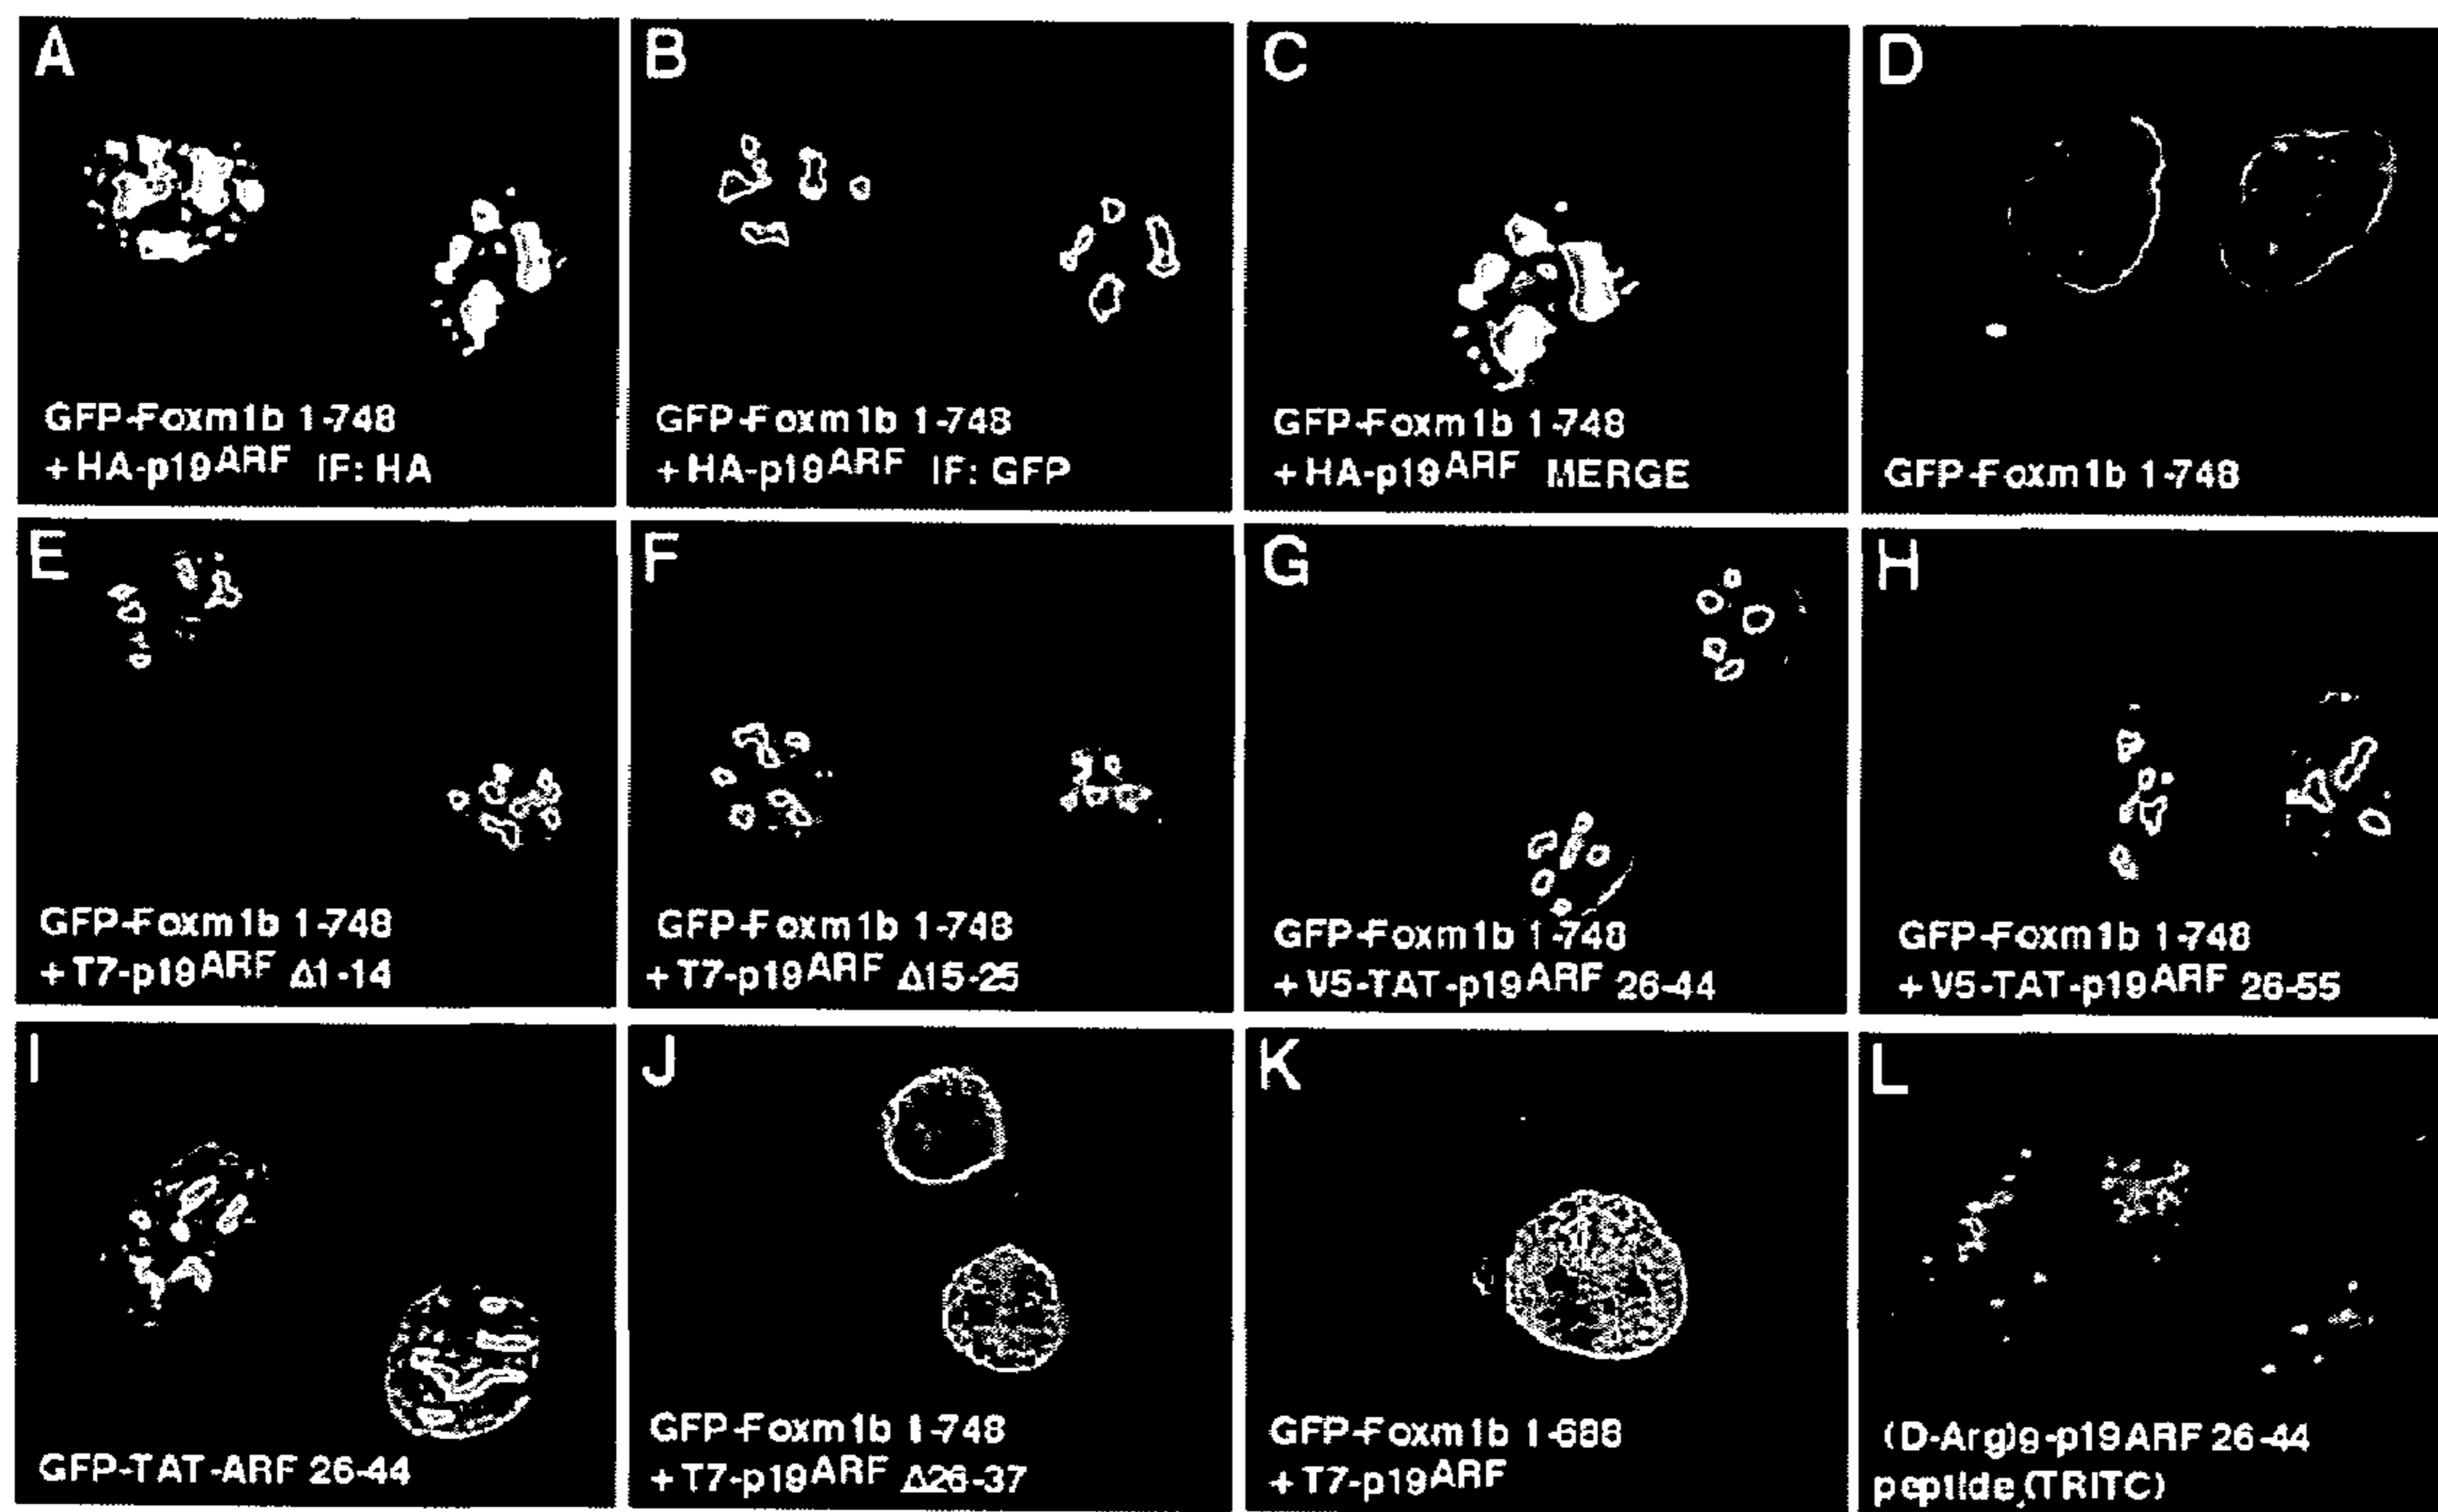 A
GFP-Foxm1b 1-748
+ HA-p19ARF IF: HA
B
GFP-Foxm1b 1-748
+ HA-p19ARF IF: GFP
C
GFP-Foxm1b 1-748
+ HA-p19ARF MERGE
D
GFP-Foxm1b 1-748
E
GFP-Foxm1b 1-748
+ T7-p19ARF Δ1-14
F
GFP-Foxm1b 1-748
+ T7-p19ARF Δ15-25
G
GFP-Foxm1b 1-748
+ V5-TAT-p19ARF 26-44
H
GFP-Foxm1b 1-748
+ V5-TAT-p19ARF 26-55
I
GFP-TAT-ARF 26-44
J
GFP-Foxm1b 1-748
+ T7-p19ARF Δ26-37
K
GFP-Foxm1b 1-688
+ T7-p19ARF
L
(D-Arg)9-p19ARF 26-44
peptide (TRITC)